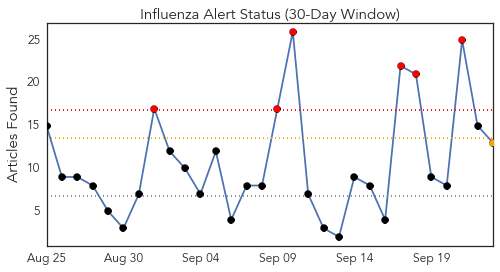 Influenza Alert Status (30-Day Window)
Articles Found
25
20
15
10
5
Aug 25 Aug 30 Sep 04 Sep 09 Sep 14 Sep 19